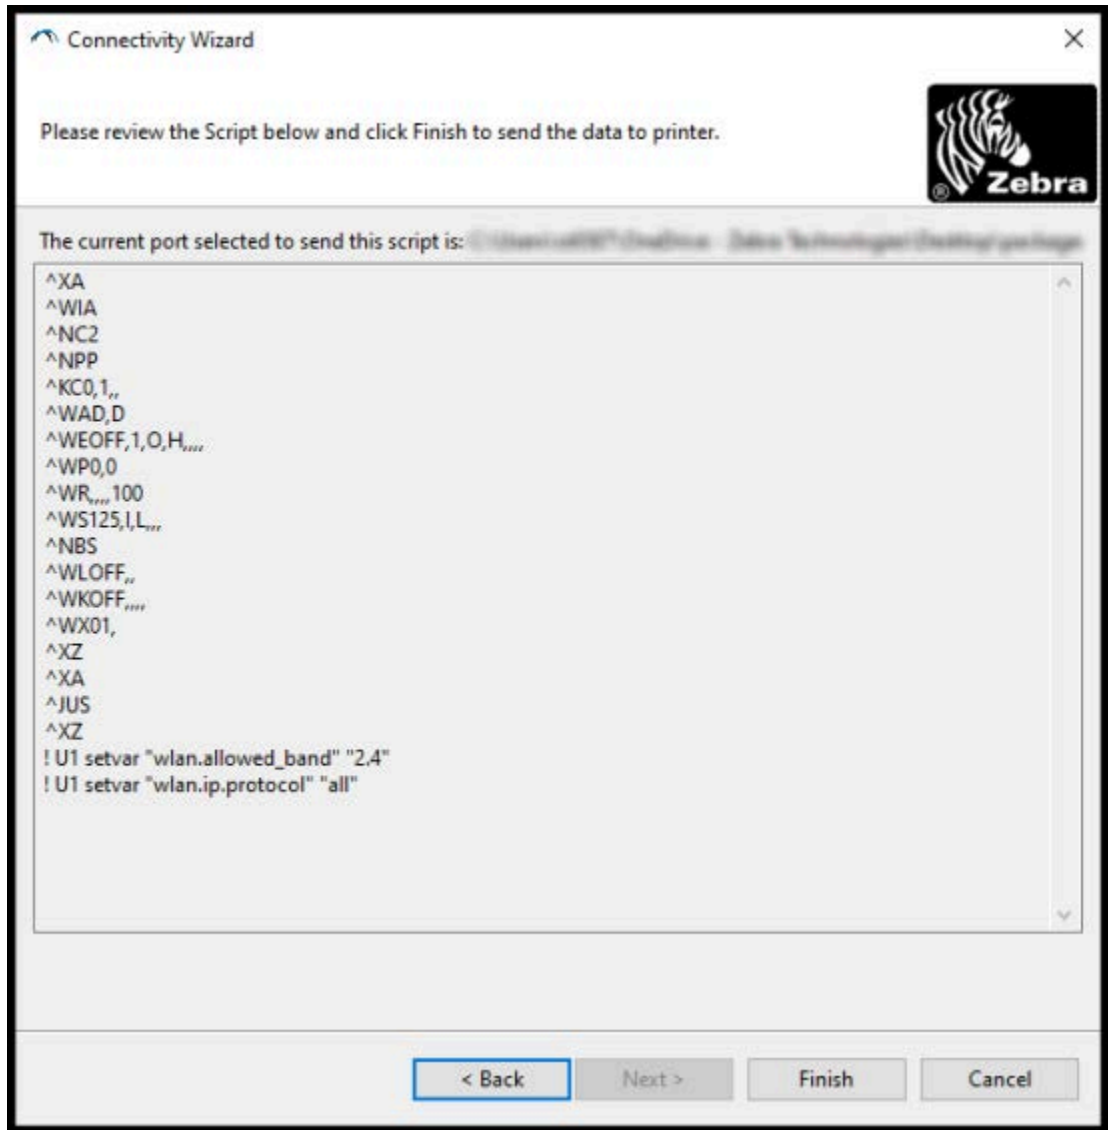 Connectivity Wizard
Please review the Script below and click Finish to send the data to printer.
Zebra
®
The current port selected to send this script is:
^XA
^WIA
^NC2
^NPP
^KC0,1,,
^WAD,D
^WEOFF,1,O,H,,,,
^WP0,0
^WR,,,,100
^WS125,I,L,,,
^NBS
^WLOFF,,
^WKOFF,,,,
^WX01,
^XZ
^XA
^JUS
^XZ
! U1 setvar "wlan.allowed_band" "2.4"
! U1 setvar "wlan.ip.protocol" "all"
< Back
Next >
Finish
Cancel